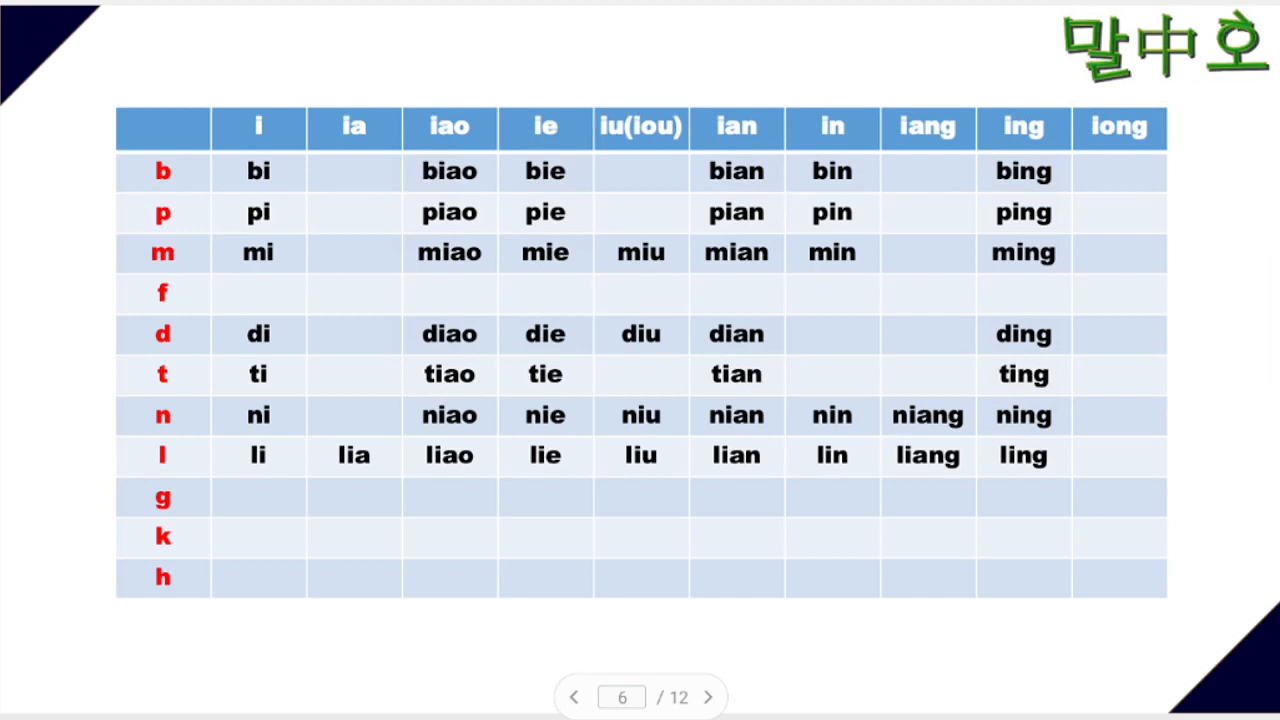 말中호
i ia iao ie iu(iou) ian in iang ing iong
b bi biao bie bian bin bing
p pi piao pie pian pin ping
m mi miao mie miu mian min ming
f
d di diao die diu dian ding
t ti tiao tie tian ting
n ni niao nie niu nian nin niang ning
l li lia liao lie liu lian lin liang ling
g
k
h
6 / 12